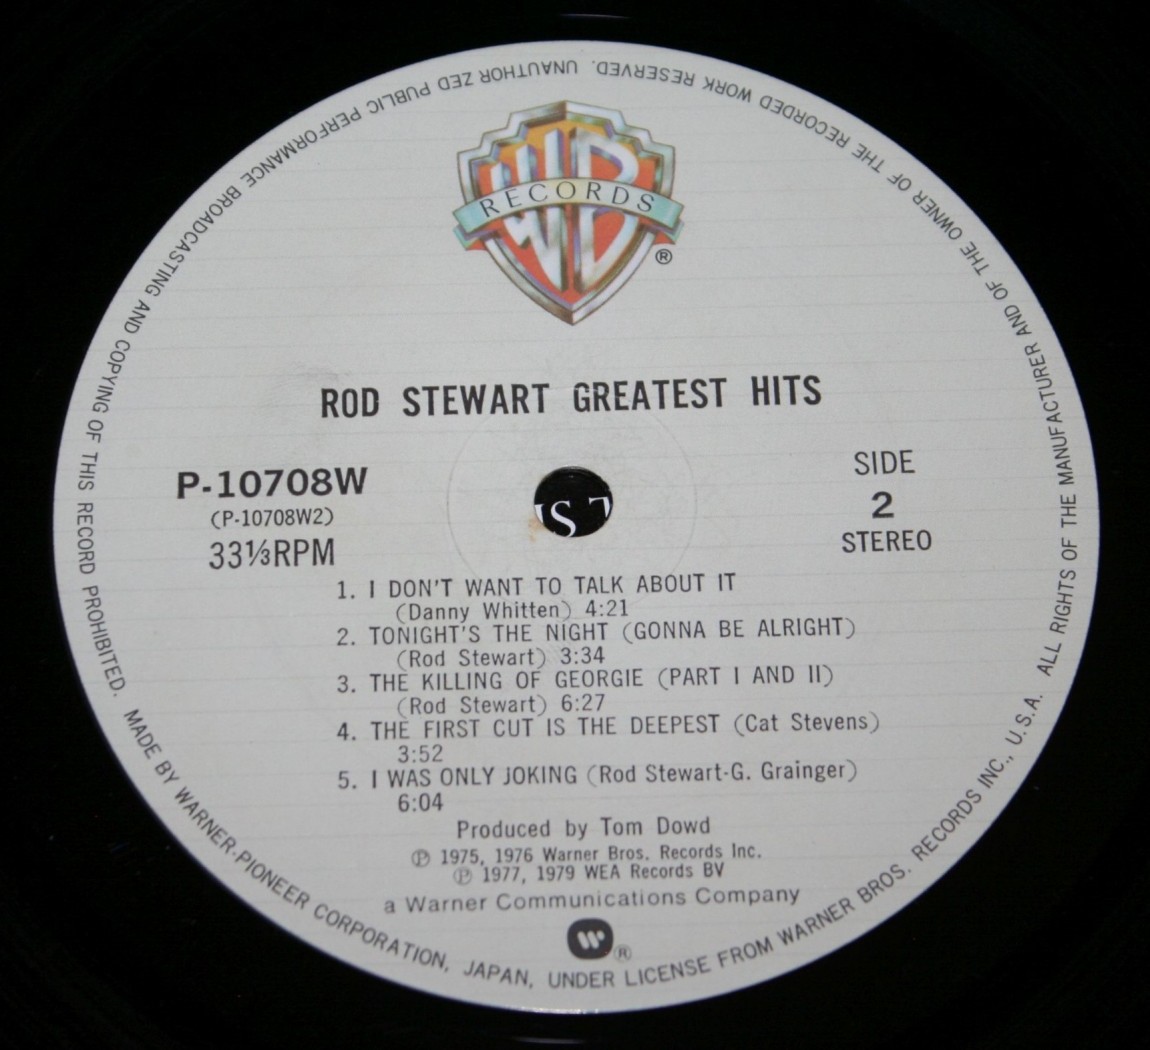 WB
RECORDS
®
ROD STEWART GREATEST HITS
P-10708W
(P-10708W2)
33⅓RPM
SIDE
2
STEREO
1. I DON'T WANT TO TALK ABOUT IT
(Danny Whitten) 4:21
2. TONIGHT'S THE NIGHT (GONNA BE ALRIGHT)
(Rod Stewart) 3:34
3. THE KILLING OF GEORGIE (PART I AND II)
(Rod Stewart) 6:27
4. THE FIRST CUT IS THE DEEPEST (Cat Stevens)
3:52
5. I WAS ONLY JOKING (Rod Stewart-G. Grainger)
6:04
Produced by Tom Dowd
℗ 1975, 1976 Warner Bros. Records Inc.
℗ 1977, 1979 WEA Records BV
a Warner Communications Company
W ®
MADE BY WARNER-PIONEER CORPORATION, JAPAN, UNDER LICENSE FROM WARNER BROS. RECORDS INC., U.S.A. ALL RIGHTS OF THE MANUFACTURER AND OF THE OWNER OF THE RECORDED WORK RESERVED. UNAUTHOR ZED PUBLIC PERFORMANCE BROADCASTING AND COPYING OF THIS RECORD PROHIBITED.